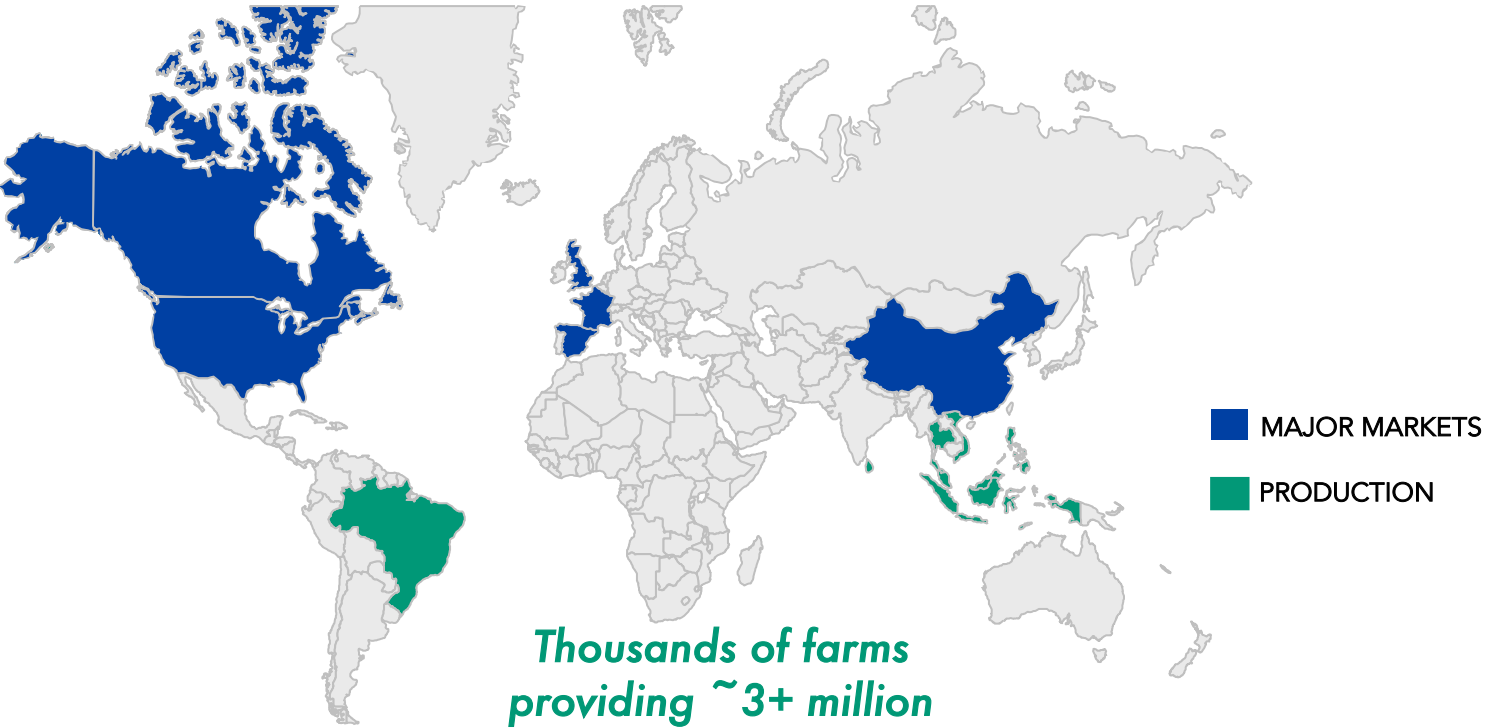 MAJOR MARKETS
PRODUCTION
Thousands of farms
providing ~3+ million